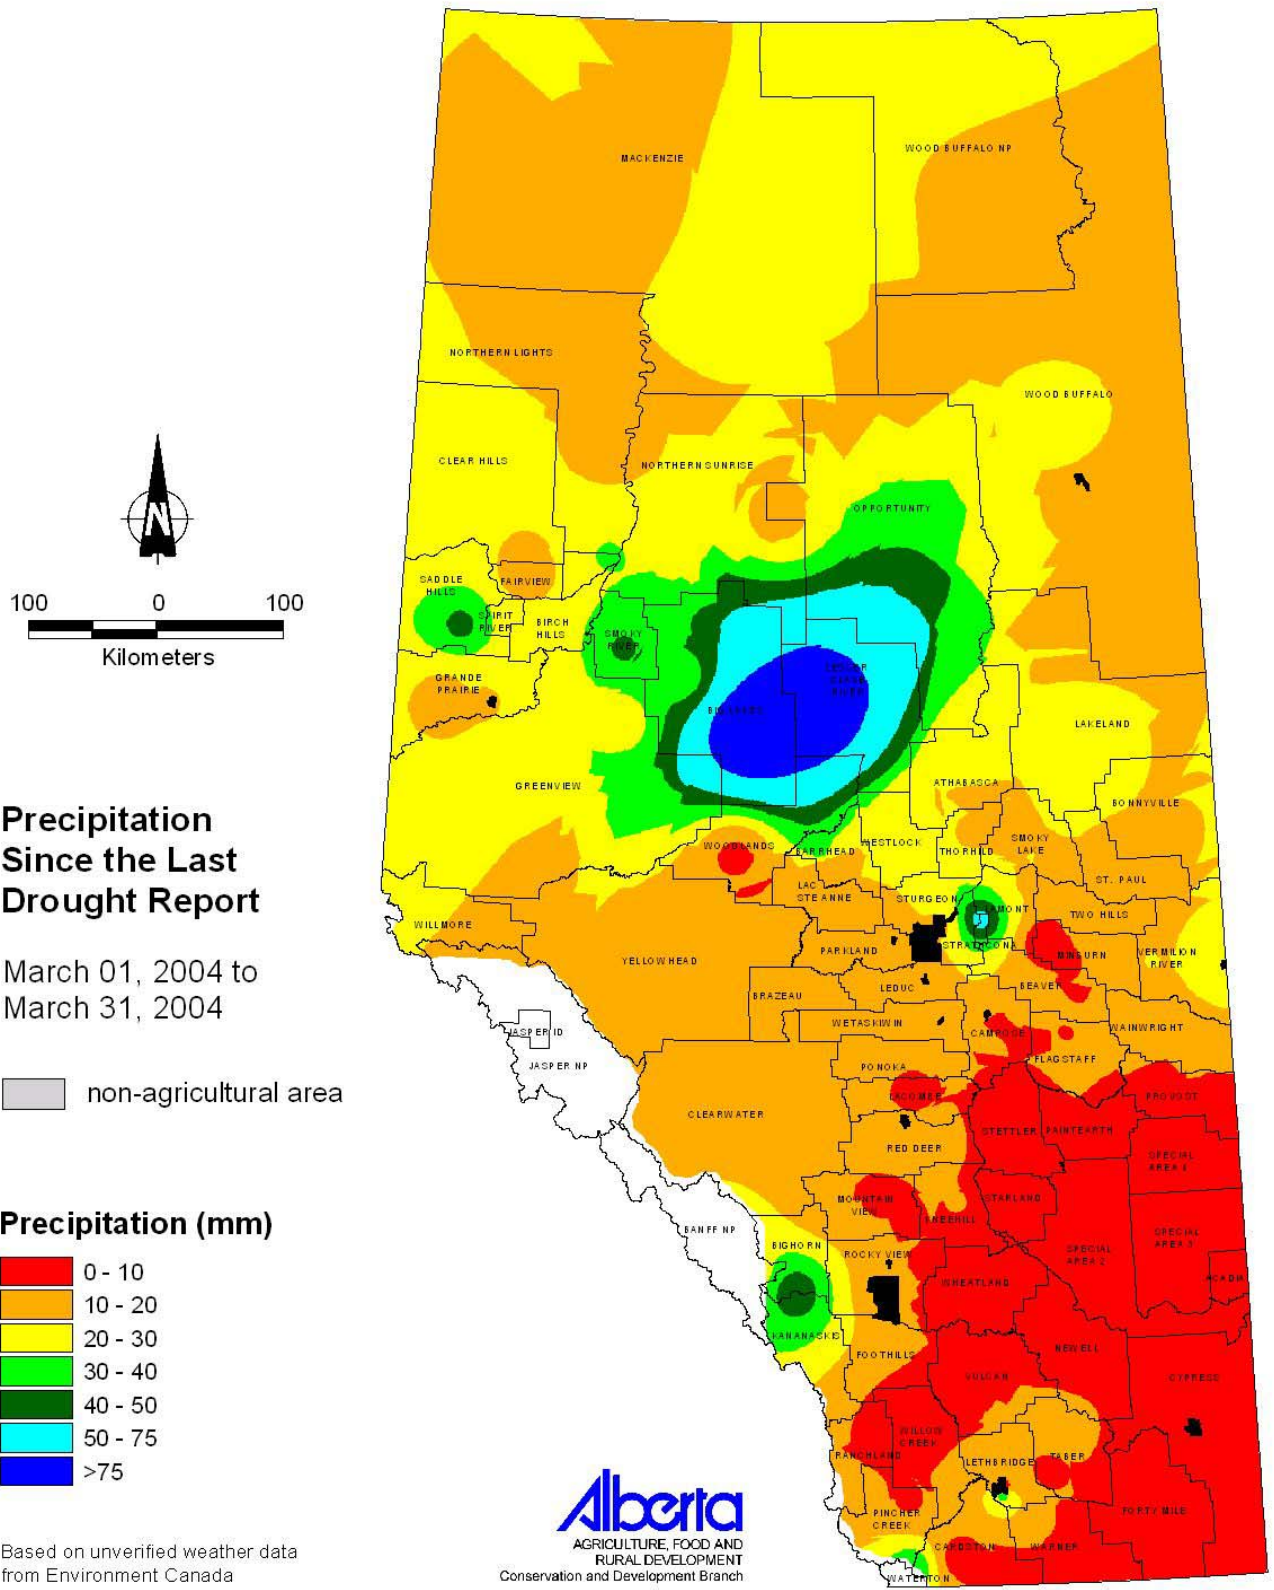 MACKENZIE
WOOD BUFFALO NP
NORTHERN LIGHTS
WOOD BUFFALO
CLEAR HILLS
NORTHERN SUNRISE
OPPORTUNITY
N
SADDLE
HILLS
FAIRVIEW
100 0 100
Kilometers
SPIRIT
RIVER
BIRCH
HILLS
SMOKY
RIVER
LESSER
SLAVE
RIVER
GRANDE
PRAIRIE
BIG LAKES
LAKELAND
GREENVIEW
ATHABASCA
BONNYVILLE
Precipitation
Since the Last
Drought Report
March 01, 2004 to
March 31, 2004
WOODLANDS
BARRHEAD
WESTLOCK
THORHILD
SMOKY
LAKE
ST. PAUL
LAC
STE ANNE
STURGEON
LAMONT
TWO HILLS
WILLMORE
YELLOWHEAD
PARKLAND
STRATHCONA
MINBURN
VERMILION
RIVER
BRAZEAU
LEDUC
BEAVER
JASPER ID
JASPER NP
WETASKIWIN
CAMROSE
WAINWRIGHT
PONOKA
FLAGSTAFF
non-agricultural area
CLEARWATER
LACOMBE
PROVOST
STETTLER
PAINTEARTH
RED DEER
SPECIAL
AREA 4
MOUNTAIN
VIEW
STARLAND
KNEEHILL
BANFF NP
BIGHORN
ROCKY VIEW
SPECIAL
AREA 2
SPECIAL
AREA 3
ACADIA
WHEATLAND
KANANASKIS
FOOTHILLS
NEWELL
VULCAN
CYPRESS
Precipitation (mm)
0 - 10
10 - 20
20 - 30
30 - 40
40 - 50
50 - 75
>75
WILLOW
CREEK
RANCHLAND
LETHBRIDGE
TABER
PINCHER
CREEK
FORTY MILE
CARDSTON
WARNER
WATERTON
Alberta
AGRICULTURE, FOOD AND
RURAL DEVELOPMENT
Conservation and Development Branch
Based on unverified weather data
from Environment Canada